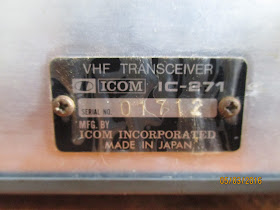 VHF TRANSCEIVER
ICOM IC-271
SERIAL NO. 01712
MFG. BY
ICOM INCORPORATED
MADE IN JAPAN